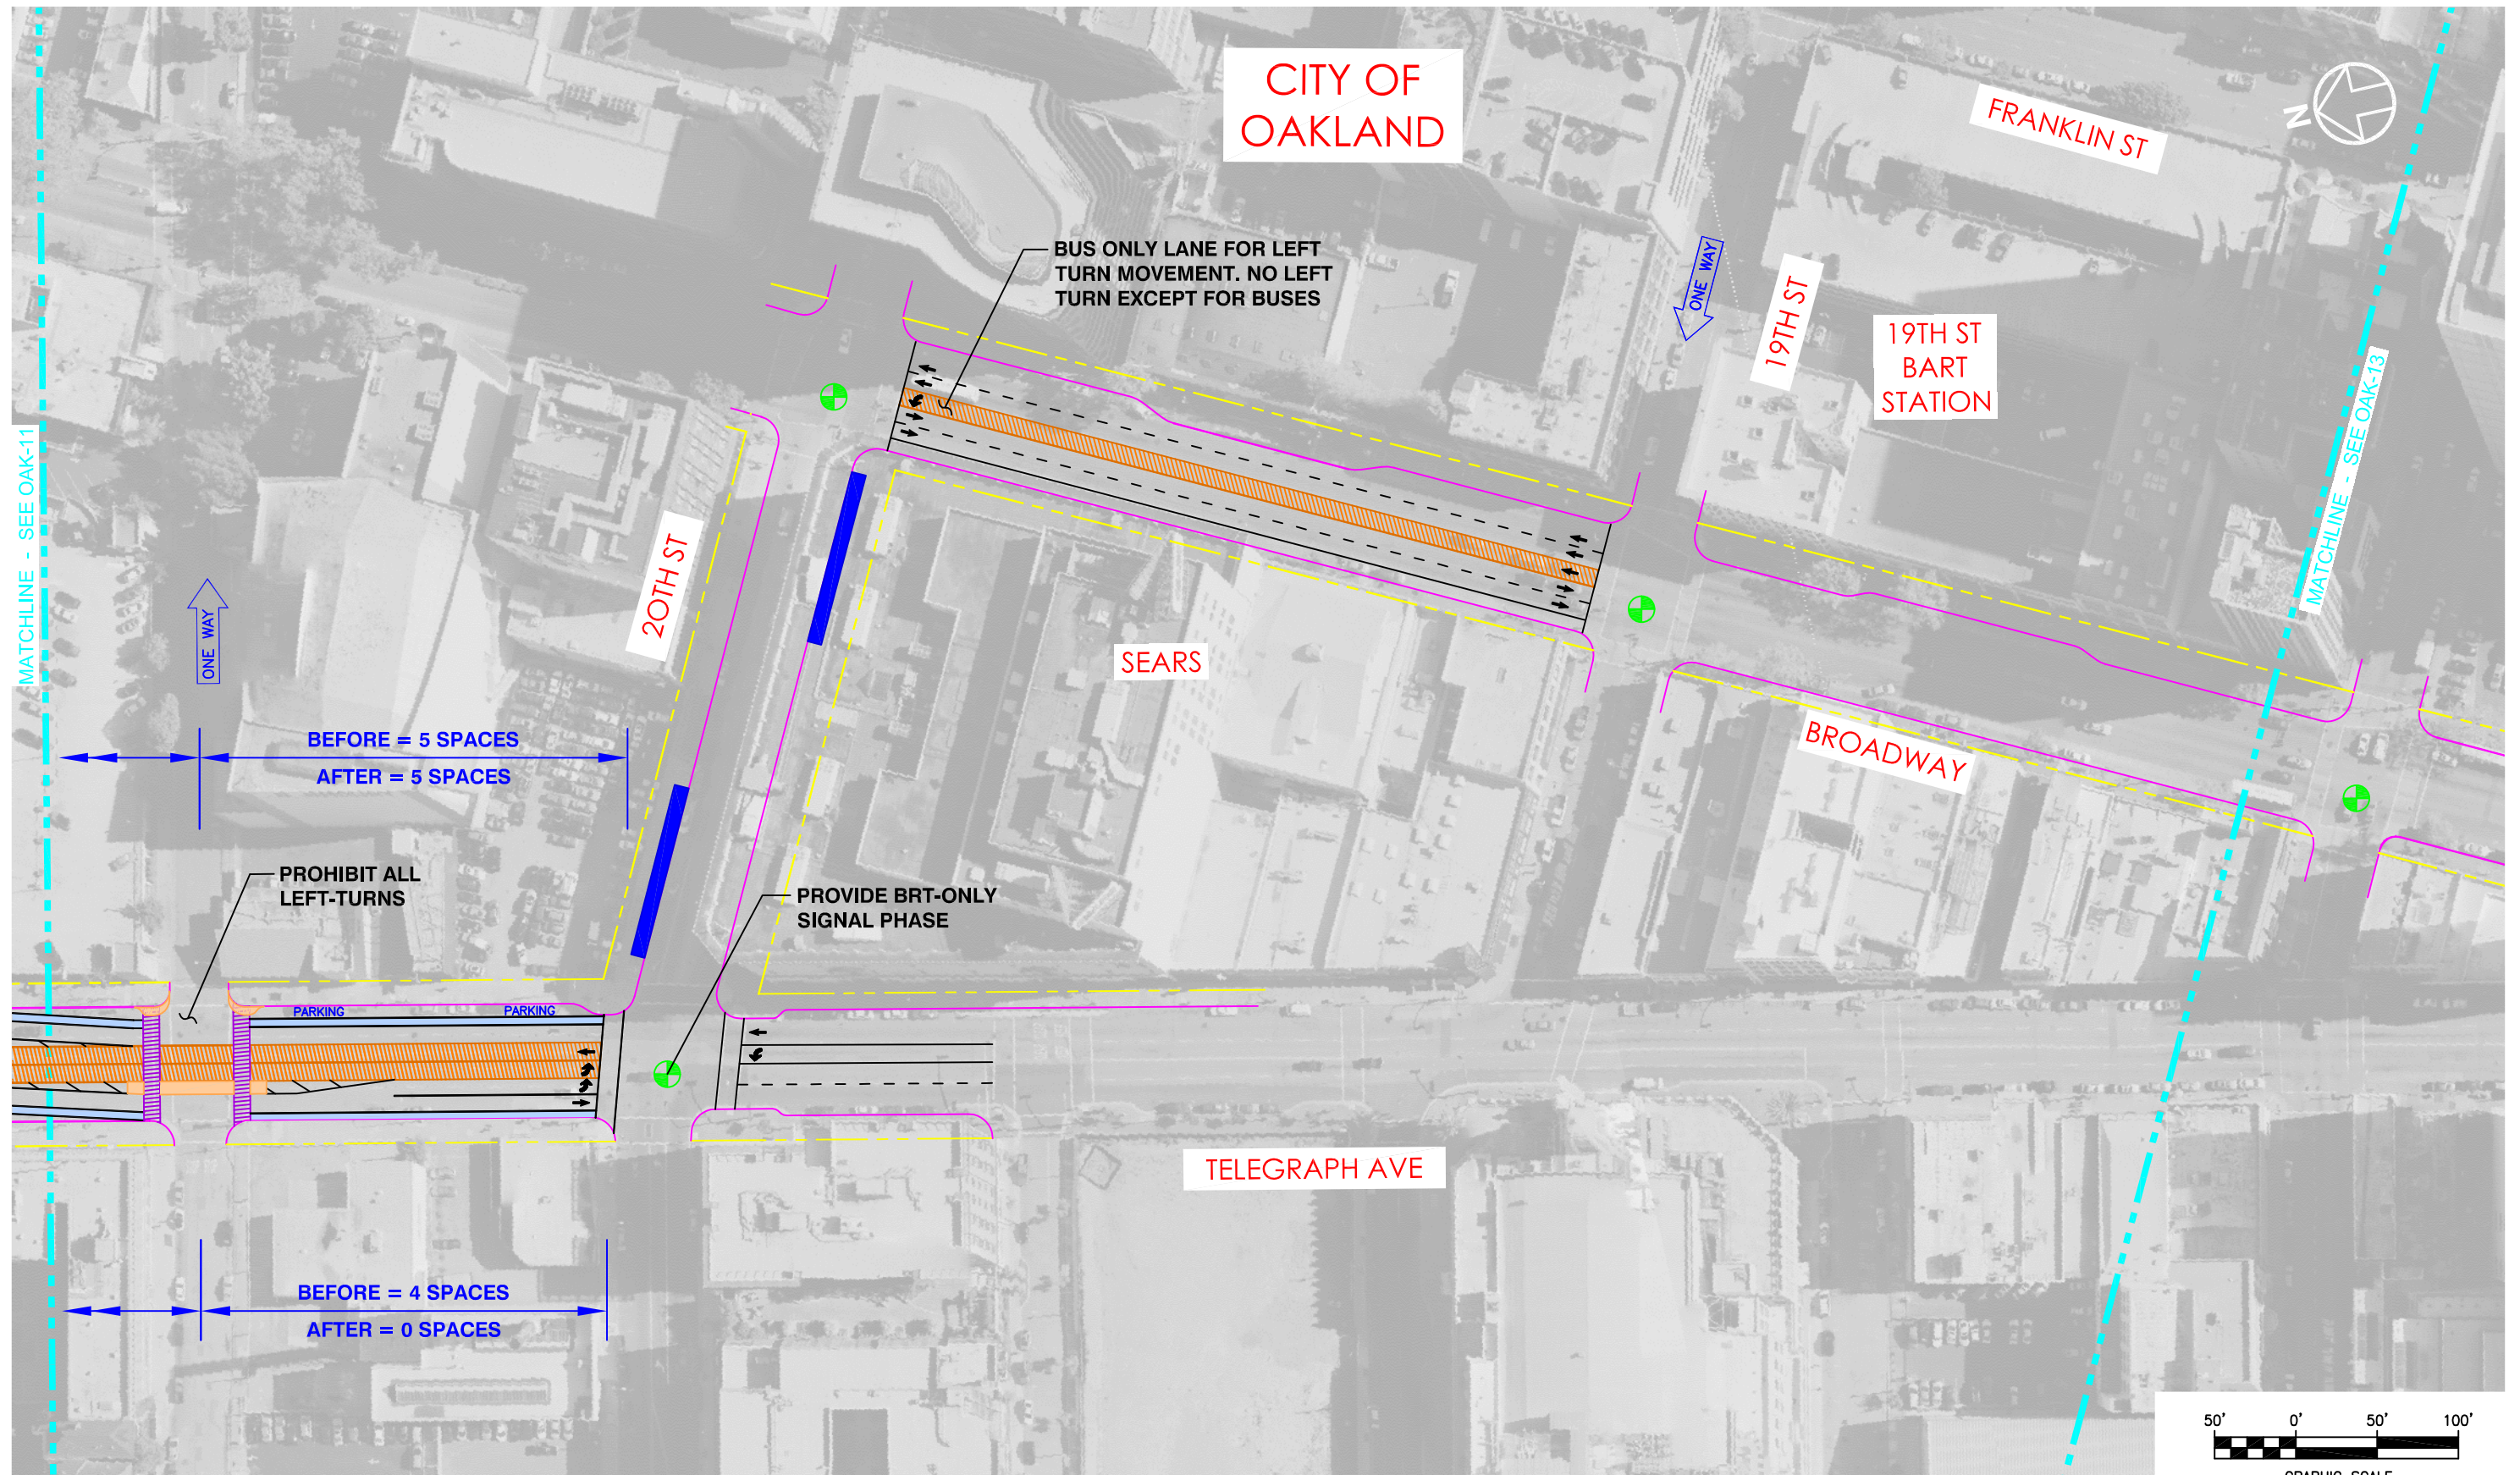 CITY OF
OAKLAND
N
FRANKLIN ST
BUS ONLY LANE FOR LEFT
TURN MOVEMENT. NO LEFT
TURN EXCEPT FOR BUSES
ONE WAY
19TH ST
19TH ST
BART
STATION
MATCHLINE - SEE OAK-13
MATCHLINE - SEE OAK-11
ONE WAY
20TH ST
SEARS
BROADWAY
BEFORE = 5 SPACES
AFTER = 5 SPACES
PROHIBIT ALL
LEFT-TURNS
PROVIDE BRT-ONLY
SIGNAL PHASE
PARKING
PARKING
TELEGRAPH AVE
BEFORE = 4 SPACES
AFTER = 0 SPACES
50' 0' 50' 100'
GRAPHIC SCALE